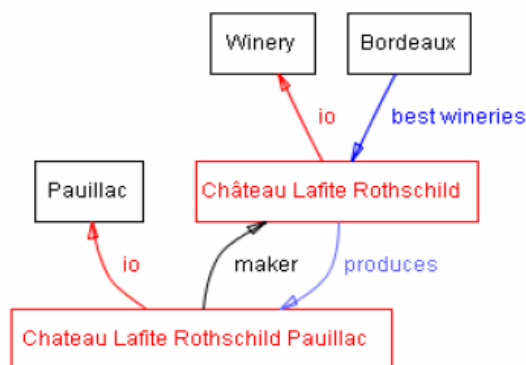 Winery
Bordeaux
io
best wineries
Pauillac
Château Lafite Rothschild
io
maker
produces
Chateau Lafite Rothschild Pauillac